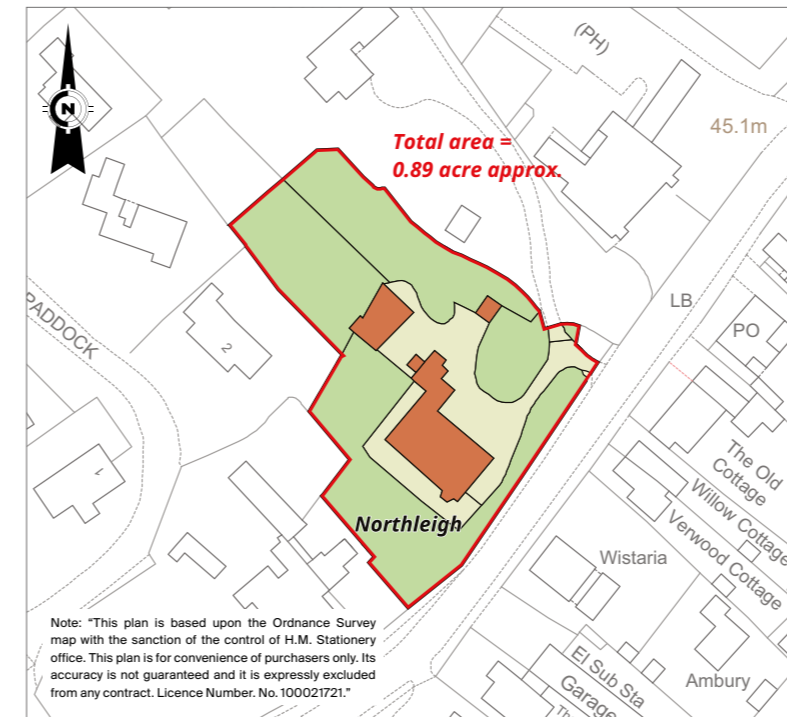 (PH)
N
45.1m
Total area =
0.89 acre approx.
LB
PADDOCK
PO
2
The Old
Cottage
Willow Cottage
1
Verwood Cottage
Northleigh
Wistaria
Note: “This plan is based upon the Ordnance Survey
map with the sanction of the control of H.M. Stationery
office. This plan is for convenience of purchasers only. Its
accuracy is not guaranteed and it is expressly excluded
from any contract. Licence Number. No. 100021721.”
El Sub Sta
Ambury
Garage